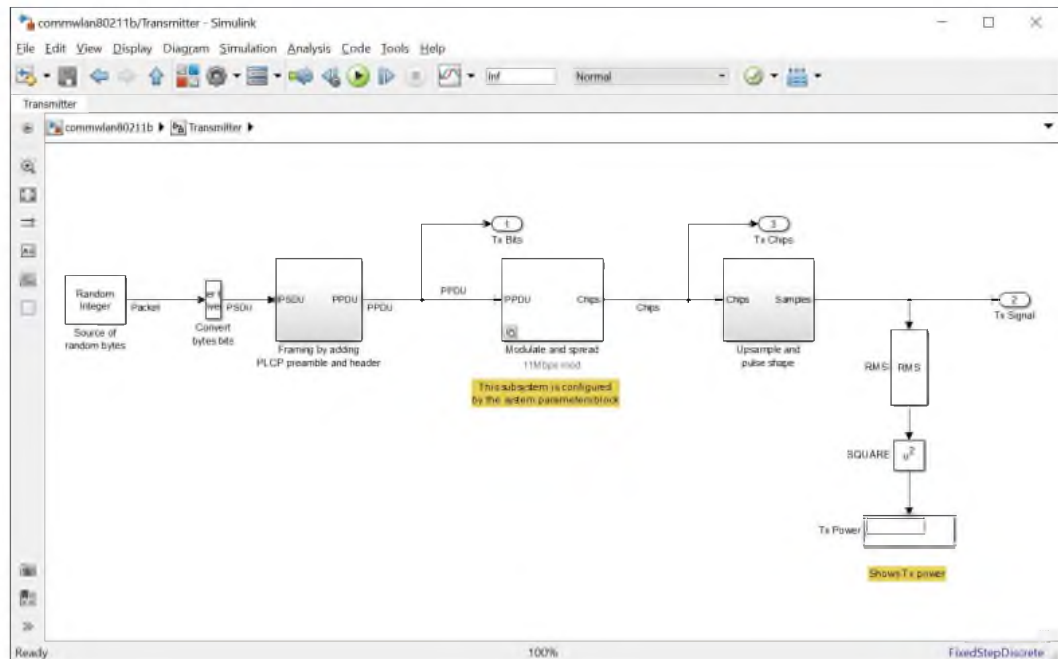 commwlan80211b/Transmitter - Simulink
File Edit View Display Diagram Simulation Analysis Code Tools Help
Inf
Normal
Transmitter
commwlan80211b Transmitter
1
Tx Bits
3
Tx Chips
Random
Integer
Packet
Source of
random bytes
PSDU
Convert
bytes bits
PSDU PPDU
PPDU
Framing by adding
PLCP preamble and header
PPDU
PPDU Chips
Chips
Modulate and spread
11Mbps mod
This subsystem is configured
by the system parameters block
Chips Samples
Upsample and
pulse shape
2
Tx Signal
RMS
RMS
SQUARE
u²
Tx Power
Shows Tx power
Ready
100%
FixedStepDiscrete